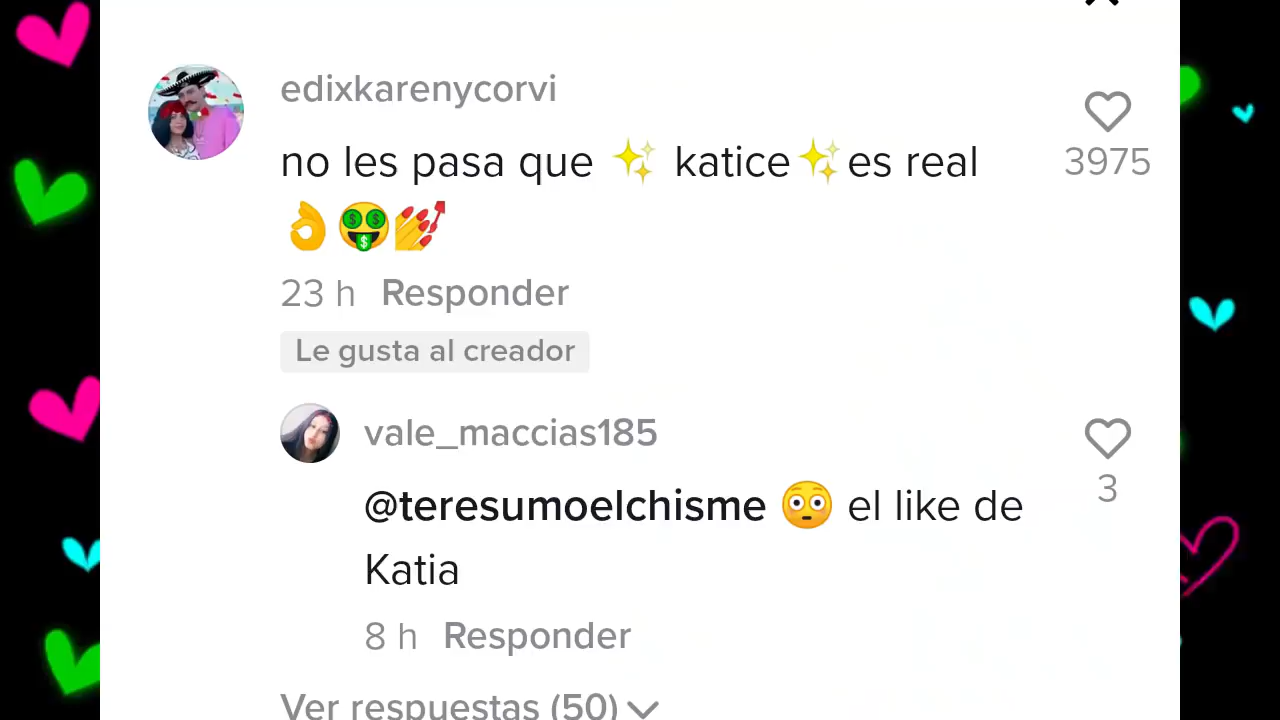 edixkarenycorvi
no les pasa que ✨ katice✨es real
👌🤑💅
3975
23 h Responder
Le gusta al creador
vale_maccias185
@teresumoelchisme 😳 el like de
Katia
3
8 h Responder
Ver respuestas (50)